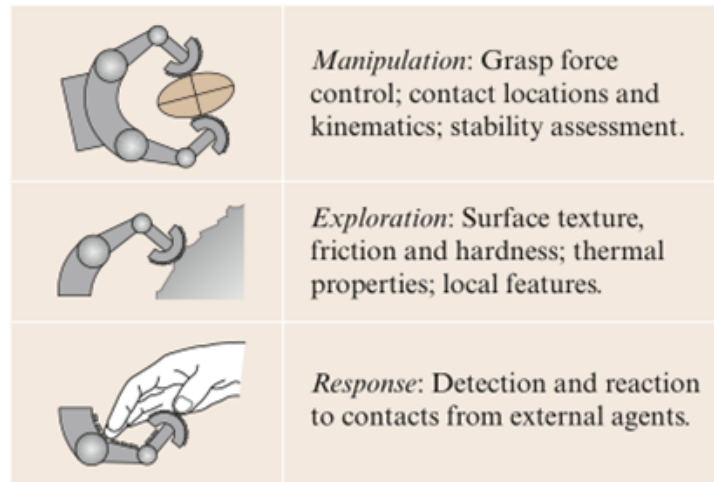 Manipulation: Grasp force
control; contact locations and
kinematics; stability assessment.
Exploration: Surface texture,
friction and hardness; thermal
properties; local features.
Response: Detection and reaction
to contacts from external agents.